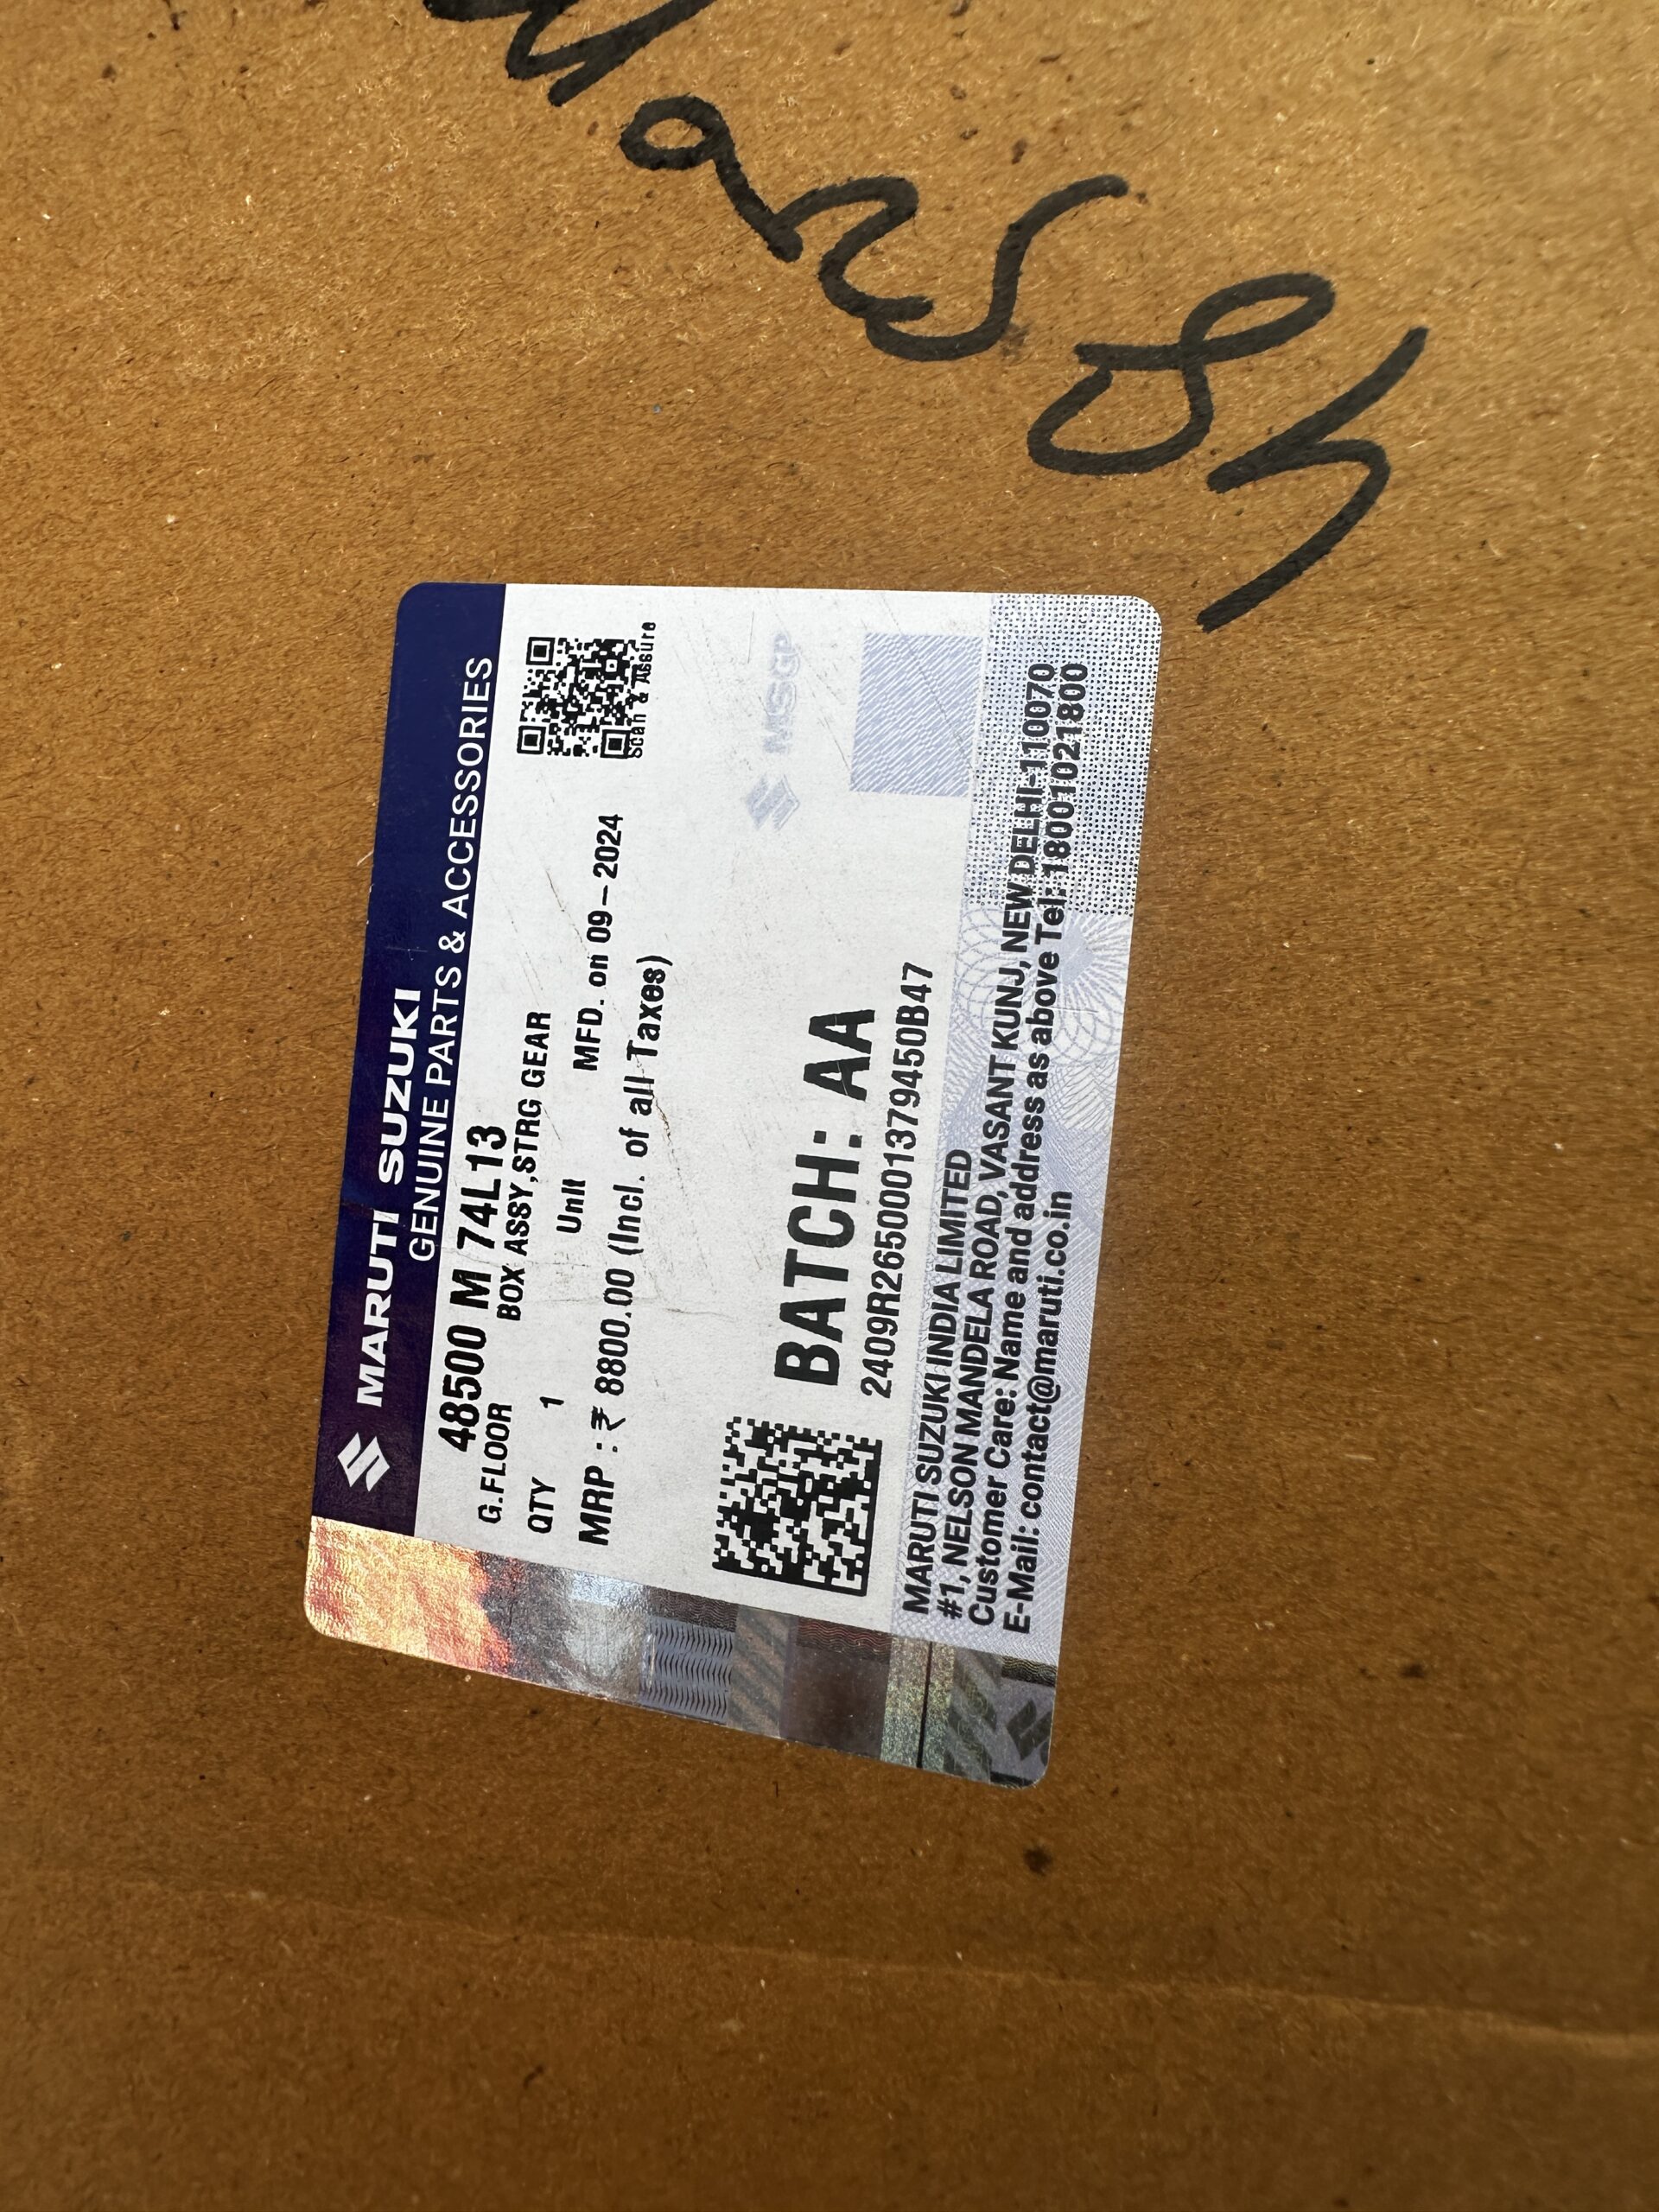 MARUTI SUZUKI
GENUINE PARTS & ACCESSORIES
48500 M 74L13
G.FLOOR BOX ASSY,STRG GEAR
QTY 1 Unit MFD. on 09-2024
MRP : ₹ 8800.00 (Incl. of all Taxes)
Scan & Assure
MSGP
BATCH: AA
2409R2650001379450B47
MARUTI SUZUKI INDIA LIMITED
#1, NELSON MANDELA ROAD, VASANT KUNJ, NEW DELHI-110070
Customer Care: Name and address as above Tel: 18001021800
E-Mail: contact@maruti.co.in